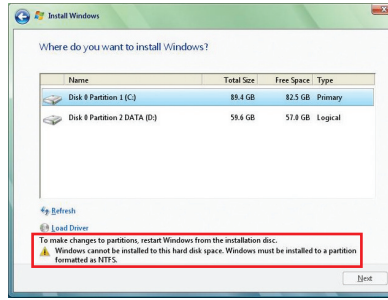 Install Windows
Where do you want to install Windows?
Name Total Size Free Space Type
Disk 0 Partition 1 (C:) 89.4 GB 82.5 GB Primary
Disk 0 Partition 2 DATA (D:) 59.6 GB 57.0 GB Logical
Refresh
Load Driver
To make changes to partitions, restart Windows from the installation disc.
Windows cannot be installed to this hard disk space. Windows must be installed to a partition
formatted as NTFS.
Next